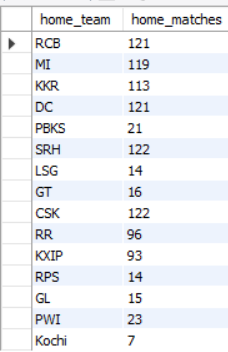 home_team home_matches
RCB 121
MI 119
KKR 113
DC 121
PBKS 21
SRH 122
LSG 14
GT 16
CSK 122
RR 96
KXIP 93
RPS 14
GL 15
PWI 23
Kochi 7